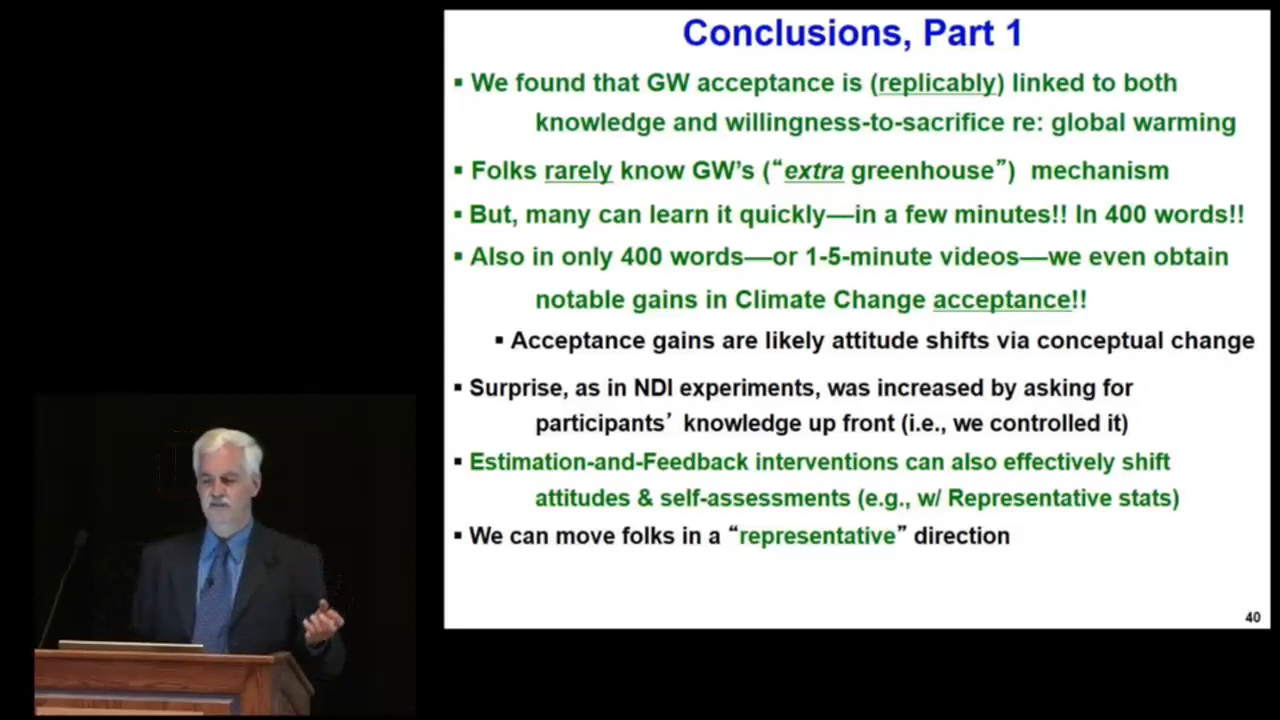 Conclusions, Part 1
▪ We found that GW acceptance is (replicably) linked to both
knowledge and willingness-to-sacrifice re: global warming
▪ Folks rarely know GW’s (“extra greenhouse”) mechanism
▪ But, many can learn it quickly—in a few minutes!! In 400 words!!
▪ Also in only 400 words—or 1-5-minute videos—we even obtain
notable gains in Climate Change acceptance!!
▪ Acceptance gains are likely attitude shifts via conceptual change
▪ Surprise, as in NDI experiments, was increased by asking for
participants’ knowledge up front (i.e., we controlled it)
▪ Estimation-and-Feedback interventions can also effectively shift
attitudes & self-assessments (e.g., w/ Representative stats)
▪ We can move folks in a “representative” direction
40